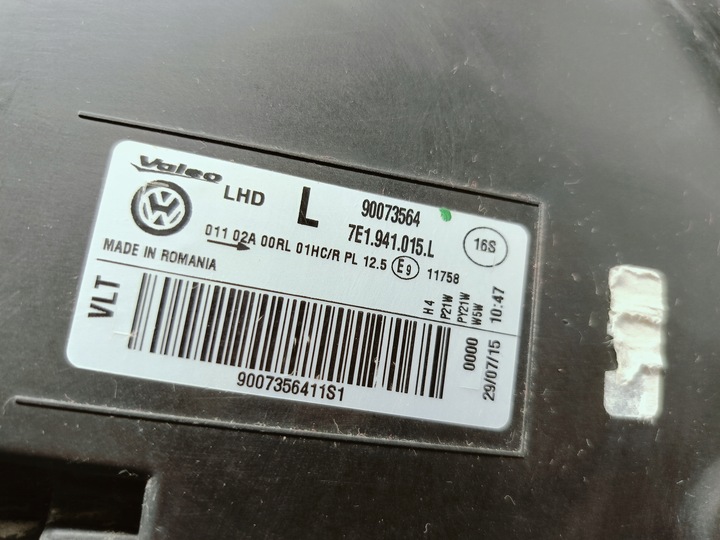 Valeo
LHD L 90073564
7E1.941.015.L
16S
011 02A 00RL 01HC/R PL 12.5 E9 11758
MADE IN ROMANIA
VLT
H4
P21W
PY21W
W5W
0000
29/07/15 10:47
9007356411S1